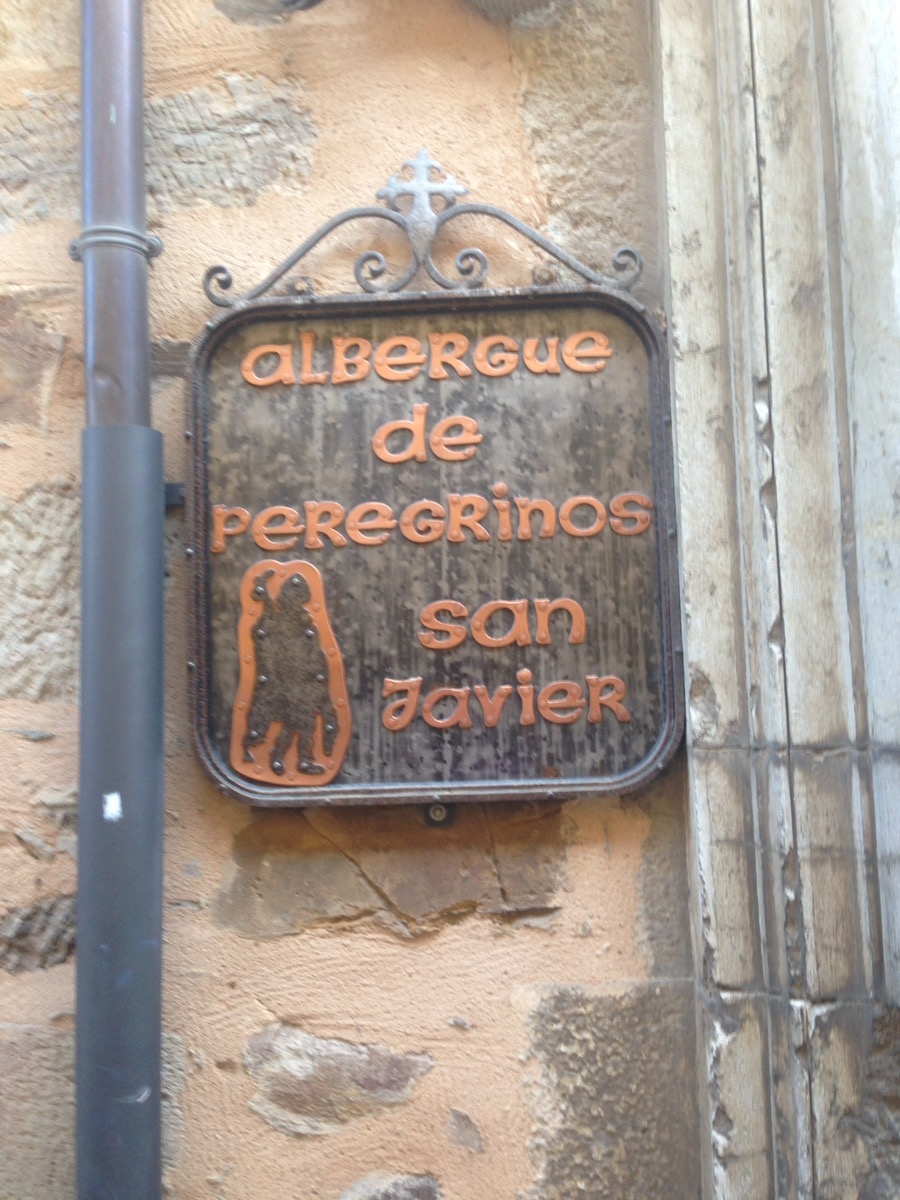 ALBERGUE
de
PEREGRINOS
SAN
JAVIER